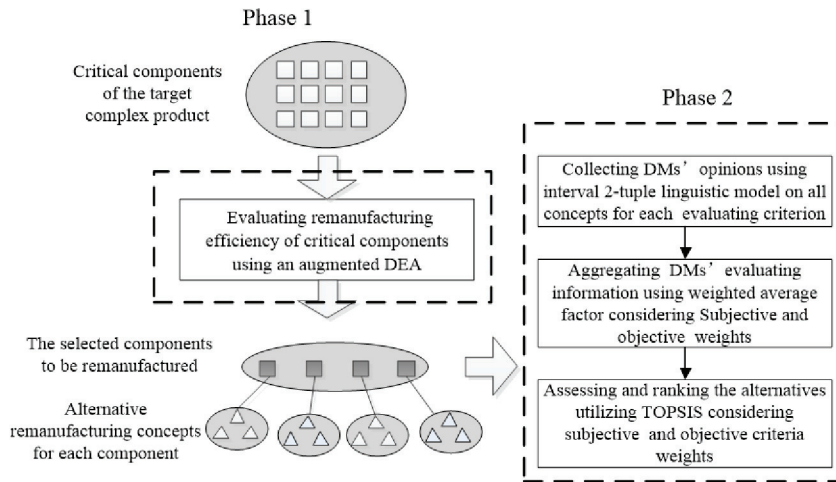 Phase 1
Critical components
of the target
complex product
Evaluating remanufacturing
efficiency of critical components
using an augmented DEA
The selected components
to be remanufactured
Alternative
remanufacturing concepts
for each component
Phase 2
Collecting DMs’ opinions using
interval 2-tuple linguistic model on all
concepts for each evaluating criterion
Aggregating DMs’ evaluating
information using weighted average
factor considering Subjective and
objective weights
Assessing and ranking the alternatives
utilizing TOPSIS considering
subjective and objective criteria
weights